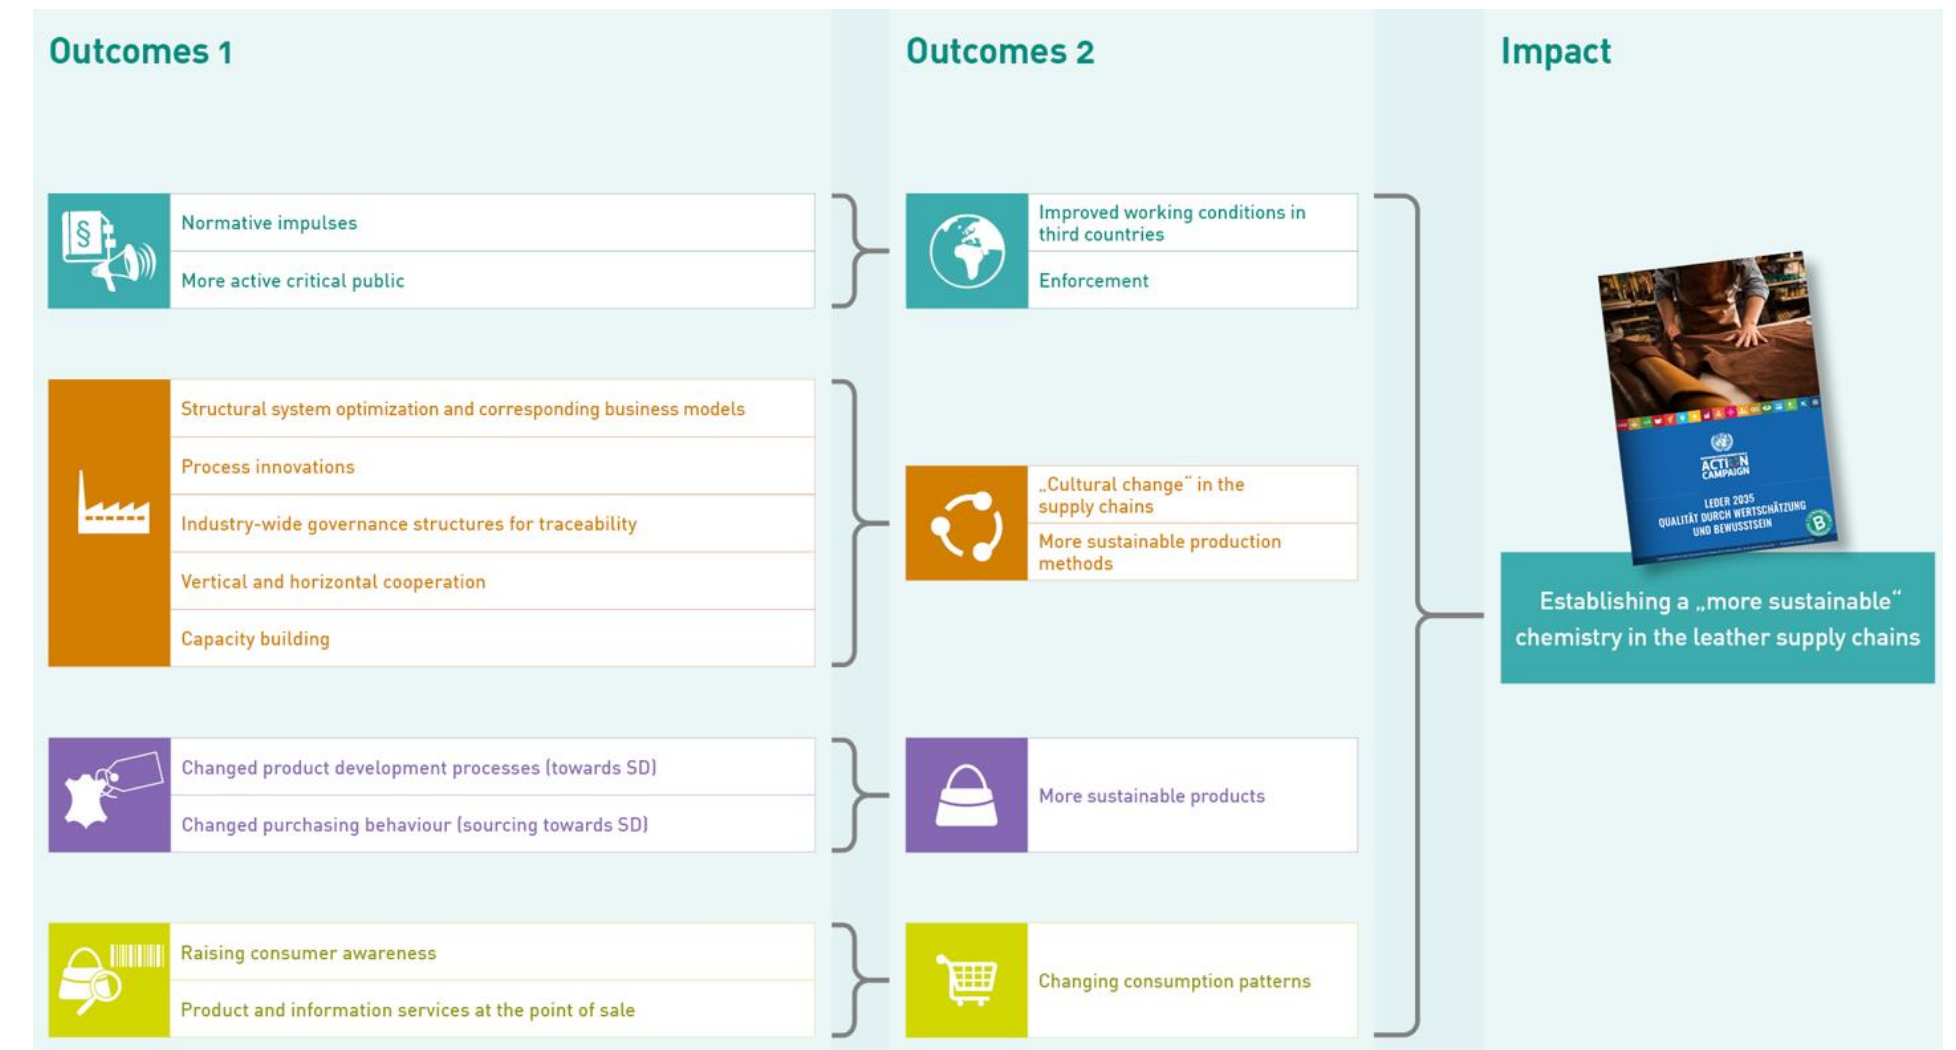 Outcomes 1
Outcomes 2
Impact
§
Normative impulses
More active critical public
Improved working conditions in
third countries
Enforcement
Structural system optimization and corresponding business models
Process innovations
Industry-wide governance structures for traceability
Vertical and horizontal cooperation
Capacity building
„Cultural change“ in the
supply chains
More sustainable production
methods
Changed product development processes (towards SD)
Changed purchasing behaviour (sourcing towards SD)
More sustainable products
Raising consumer awareness
Product and information services at the point of sale
Changing consumption patterns
ACTION
CAMPAIGN
LEDER 2035
QUALITÄT DURCH WERTSCHÄTZUNG
UND BEWUSSTSEIN
B
Establishing a „more sustainable“
chemistry in the leather supply chains